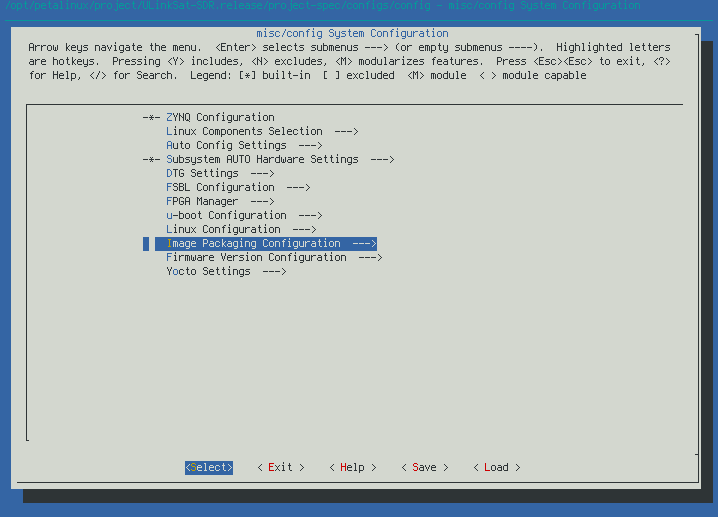 /opt/petalinux/project/ULinkSat-SDR.release/project-spec/configs/config - misc/config System Configuration
misc/config System Configuration
Arrow keys navigate the menu.  <Enter> selects submenus ---> (or empty submenus ----).  Highlighted letters
are hotkeys.  Pressing <Y> includes, <N> excludes, <M> modularizes features.  Press <Esc><Esc> to exit, <?>
for Help, </> for Search.  Legend: [*] built-in  [ ] excluded  <M> module  < > module capable
-*- ZYNQ Configuration
Linux Components Selection  --->
Auto Config Settings  --->
-*- Subsystem AUTO Hardware Settings  --->
DTG Settings  --->
FSBL Configuration  --->
FPGA Manager  --->
u-boot Configuration  --->
Linux Configuration  --->
Image Packaging Configuration  --->
Firmware Version Configuration  --->
Yocto Settings  --->
<Select>    < Exit >    < Help >    < Save >    < Load >